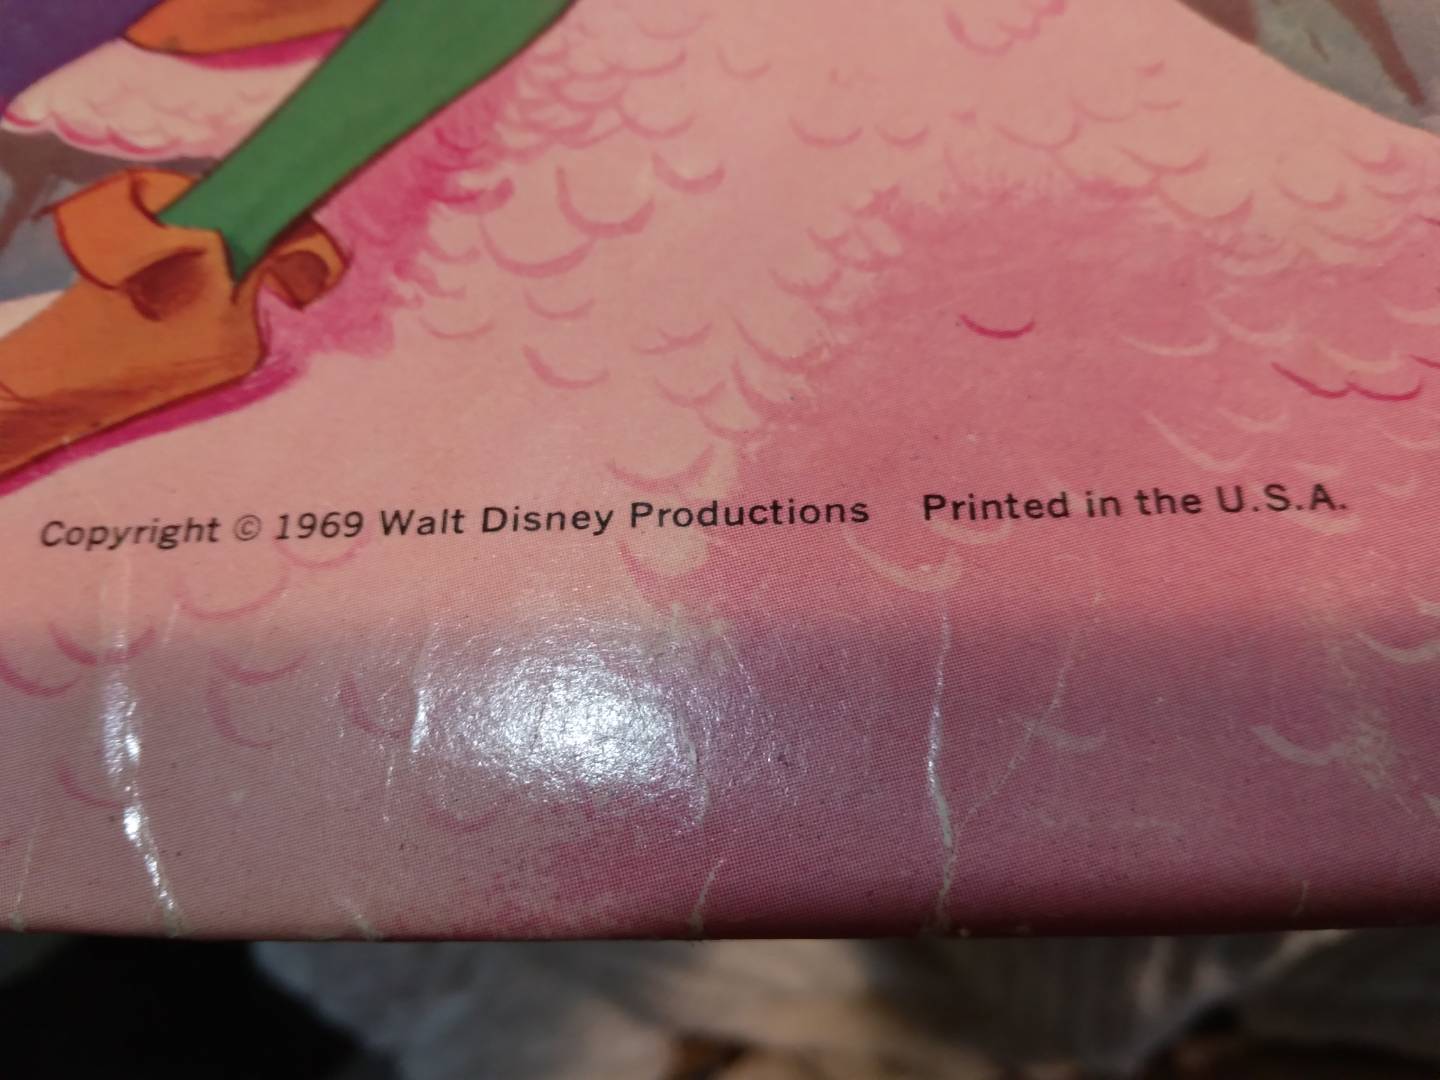 Copyright © 1969 Walt Disney Productions Printed in the U.S.A.